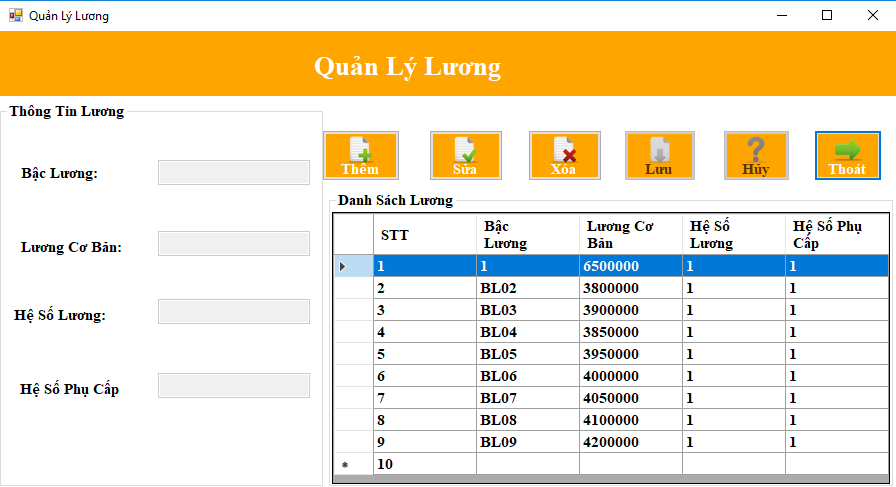 Quản Lý Lương
Quản Lý Lương
Thông Tin Lương
Bậc Lương:
Lương Cơ Bản:
Hệ Số Lương:
Hệ Số Phụ Cấp
Thêm Sửa Xóa Lưu Hủy Thoát
Danh Sách Lương
STT Bậc Lương Lương Cơ Bản Hệ Số Lương Hệ Số Phụ Cấp
1 1 6500000 1 1
2 BL02 3800000 1 1
3 BL03 3900000 1 1
4 BL04 3850000 1 1
5 BL05 3950000 1 1
6 BL06 4000000 1 1
7 BL07 4050000 1 1
8 BL08 4100000 1 1
9 BL09 4200000 1 1
10